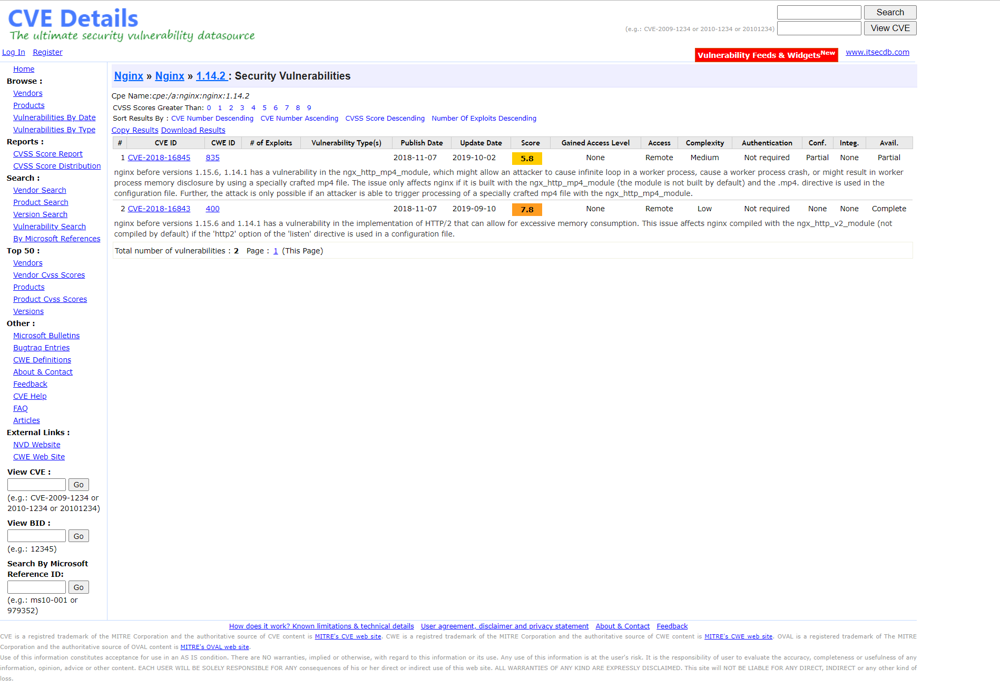 CVE Details
The ultimate security vulnerability datasource
Search
(e.g.: CVE-2009-1234 or 2010-1234 or 20101234) View CVE
Log In Register
Vulnerability Feeds & WidgetsNew www.itsecdb.com
Home
Browse :
Vendors
Products
Vulnerabilities By Date
Vulnerabilities By Type
Reports :
CVSS Score Report
CVSS Score Distribution
Search :
Vendor Search
Product Search
Version Search
Vulnerability Search
By Microsoft References
Top 50 :
Vendors
Vendor Cvss Scores
Products
Product Cvss Scores
Versions
Other :
Microsoft Bulletins
Bugtraq Entries
CWE Definitions
About & Contact
Feedback
CVE Help
FAQ
Articles
External Links :
NVD Website
CWE Web Site
View CVE :
Go
(e.g.: CVE-2009-1234 or
2010-1234 or 20101234)
View BID :
Go
(e.g.: 12345)
Search By Microsoft
Reference ID:
Go
(e.g.: ms10-001 or
979352)
Nginx » Nginx » 1.14.2 : Security Vulnerabilities
Cpe Name:cpe:/a:nginx:nginx:1.14.2
CVSS Scores Greater Than: 0 1 2 3 4 5 6 7 8 9
Sort Results By : CVE Number Descending CVE Number Ascending CVSS Score Descending Number Of Exploits Descending
Copy Results Download Results
# CVE ID CWE ID # of Exploits Vulnerability Type(s) Publish Date Update Date Score Gained Access Level Access Complexity Authentication Conf. Integ. Avail.
1 CVE-2018-16845 835 2018-11-07 2019-10-02 5.8 None Remote Medium Not required Partial None Partial
nginx before versions 1.15.6, 1.14.1 has a vulnerability in the ngx_http_mp4_module, which might allow an attacker to cause infinite loop in a worker process, cause a worker process crash, or might result in worker
process memory disclosure by using a specially crafted mp4 file. The issue only affects nginx if it is built with the ngx_http_mp4_module (the module is not built by default) and the .mp4. directive is used in the
configuration file. Further, the attack is only possible if an attacker is able to trigger processing of a specially crafted mp4 file with the ngx_http_mp4_module.
2 CVE-2018-16843 400 2018-11-07 2019-09-10 7.8 None Remote Low Not required None None Complete
nginx before versions 1.15.6 and 1.14.1 has a vulnerability in the implementation of HTTP/2 that can allow for excessive memory consumption. This issue affects nginx compiled with the ngx_http_v2_module (not
compiled by default) if the 'http2' option of the 'listen' directive is used in a configuration file.
Total number of vulnerabilities : 2 Page : 1 (This Page)
How does it work? Known limitations & technical details User agreement, disclaimer and privacy statement About & Contact Feedback
CVE is a registred trademark of the MITRE Corporation and the authoritative source of CVE content is MITRE's CVE web site. CWE is a registred trademark of the MITRE Corporation and the authoritative source of CWE content is MITRE's CWE web site. OVAL is a registered trademark of The MITRE
Corporation and the authoritative source of OVAL content is MITRE's OVAL web site.
Use of this information constitutes acceptance for use in an AS IS condition. There are NO warranties, implied or otherwise, with regard to this information or its use. Any use of this information is at the user's risk. It is the responsibility of user to evaluate the accuracy, completeness or usefulness of any
information, opinion, advice or other content. EACH USER WILL BE SOLELY RESPONSIBLE FOR ANY consequences of his or her direct or indirect use of this web site. ALL WARRANTIES OF ANY KIND ARE EXPRESSLY DISCLAIMED. This site will NOT BE LIABLE FOR ANY DIRECT, INDIRECT or any other kind of
loss.